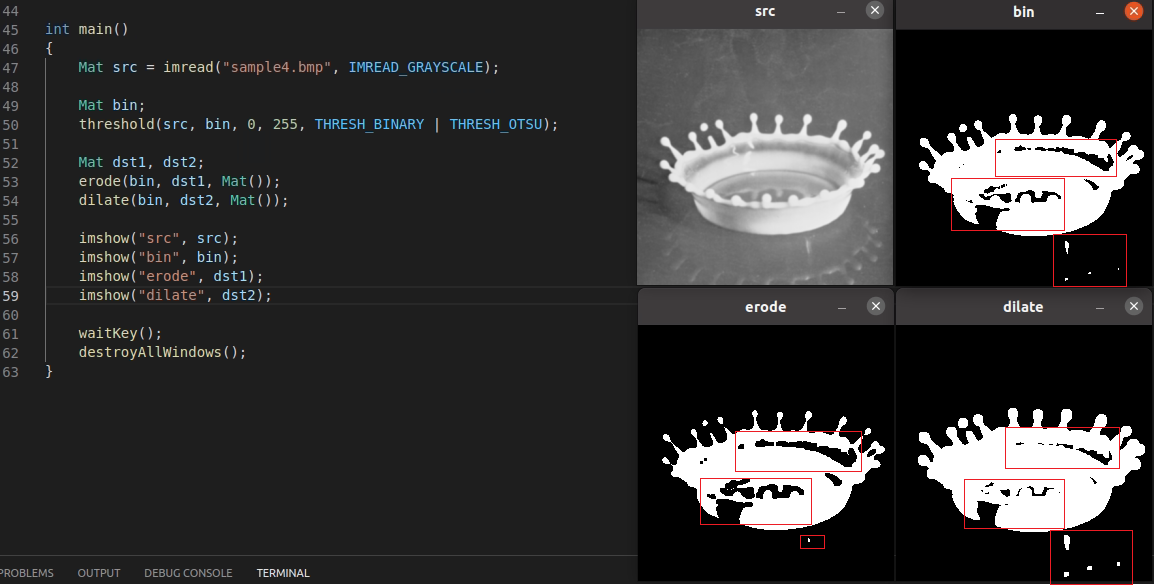 44
45 int main()
46 {
47 Mat src = imread("sample4.bmp", IMREAD_GRAYSCALE);
48
49 Mat bin;
50 threshold(src, bin, 0, 255, THRESH_BINARY | THRESH_OTSU);
51
52 Mat dst1, dst2;
53 erode(bin, dst1, Mat());
54 dilate(bin, dst2, Mat());
55
56 imshow("src", src);
57 imshow("bin", bin);
58 imshow("erode", dst1);
59 imshow("dilate", dst2);
60
61 waitKey();
62 destroyAllWindows();
63 }
PROBLEMS OUTPUT DEBUG CONSOLE TERMINAL
src
bin
erode
dilate